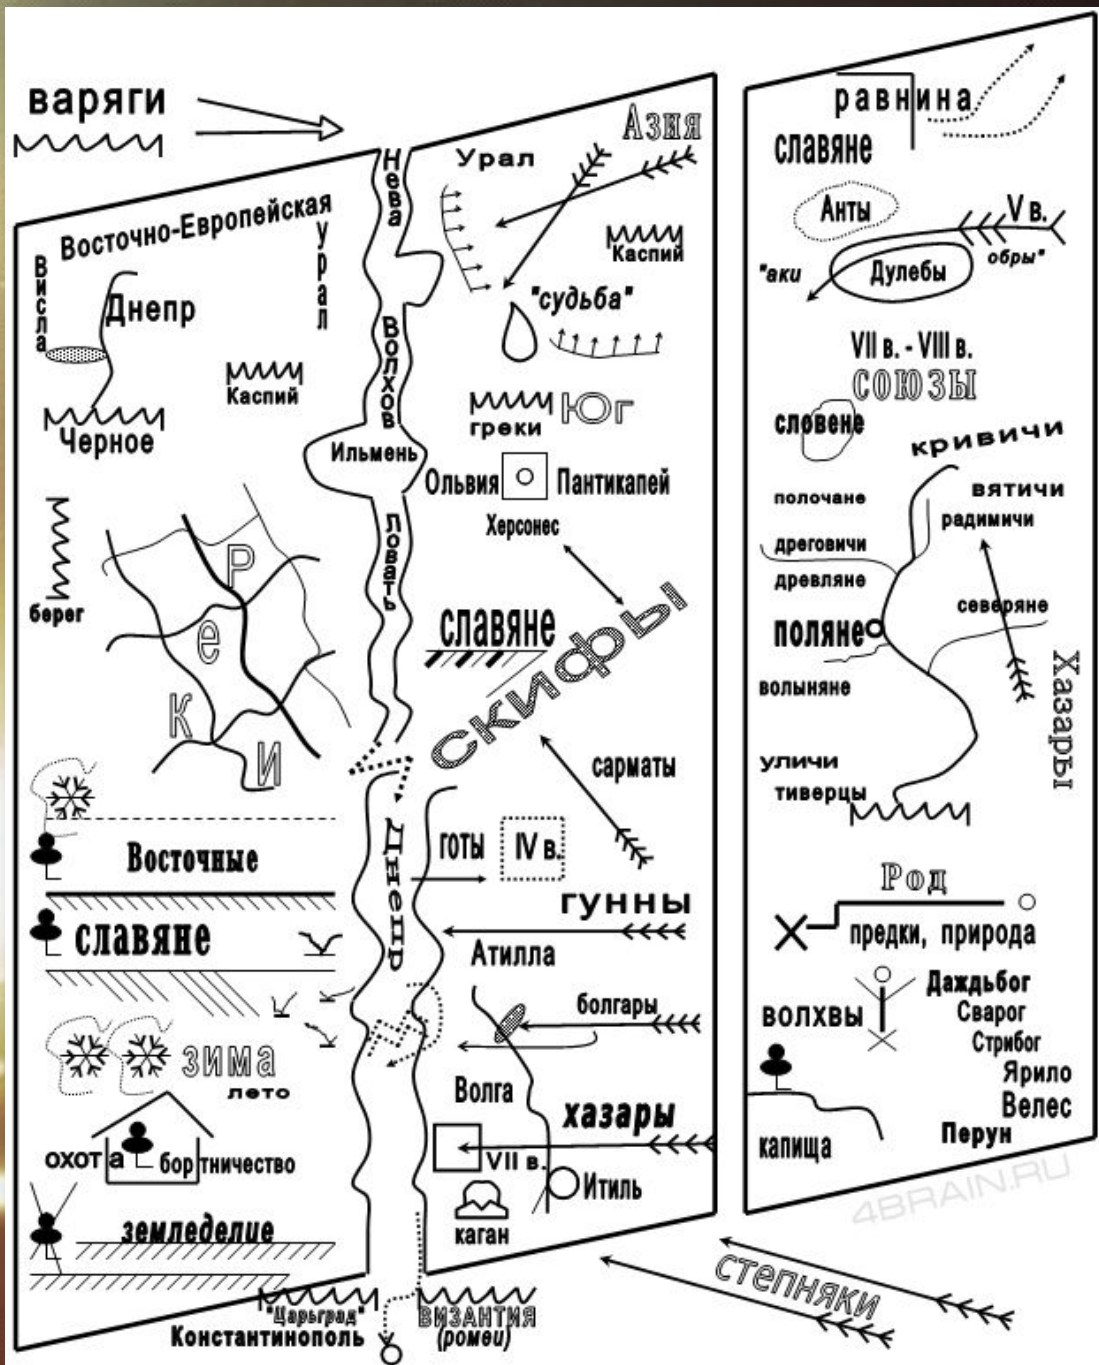 варяги
Восточно-Европейская
Висла
Днепр
Урал
Каспий
Черное
берег
Реки
Восточные
славяне
зима
лето
охота
бортничество
земледелие
"Царьград"
Константинополь
Нева
Волхов
Ильмень
Ловать
Днепр
ВИЗАНТИЯ
(ромеи)
Азия
Урал
Каспий
"судьба"
Юг
греки
Ольвия
Пантикапей
Херсонес
славяне
скифы
сарматы
готы
IV в.
гунны
Атилла
болгары
Волга
хазары
VII в.
Итиль
каган
степняки
равнина
славяне
Анты
V в.
"аки
Дулебы
обры"
VII в. - VIII в.
союзы
словене
кривичи
полочане
вятичи
радимичи
дреговичи
древляне
северяне
поляне
волыняне
Хазары
уличи
тиверцы
Род
предки, природа
волхвы
Даждьбог
Сварог
Стрибог
Ярило
Велес
Перун
капища
4BRAIN.RU